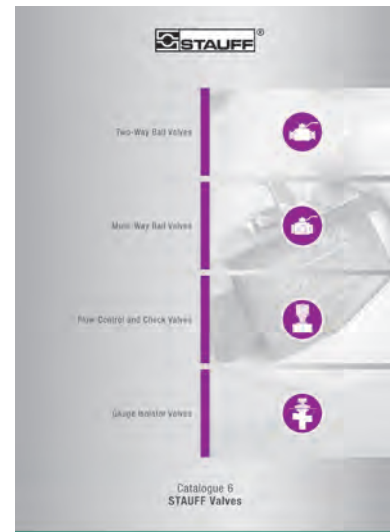 STAUFF®
Two-Way Ball Valves
Multi-Way Ball Valves
Flow Control and Check Valves
Gauge Isolator Valves
Catalogue 6
STAUFF Valves